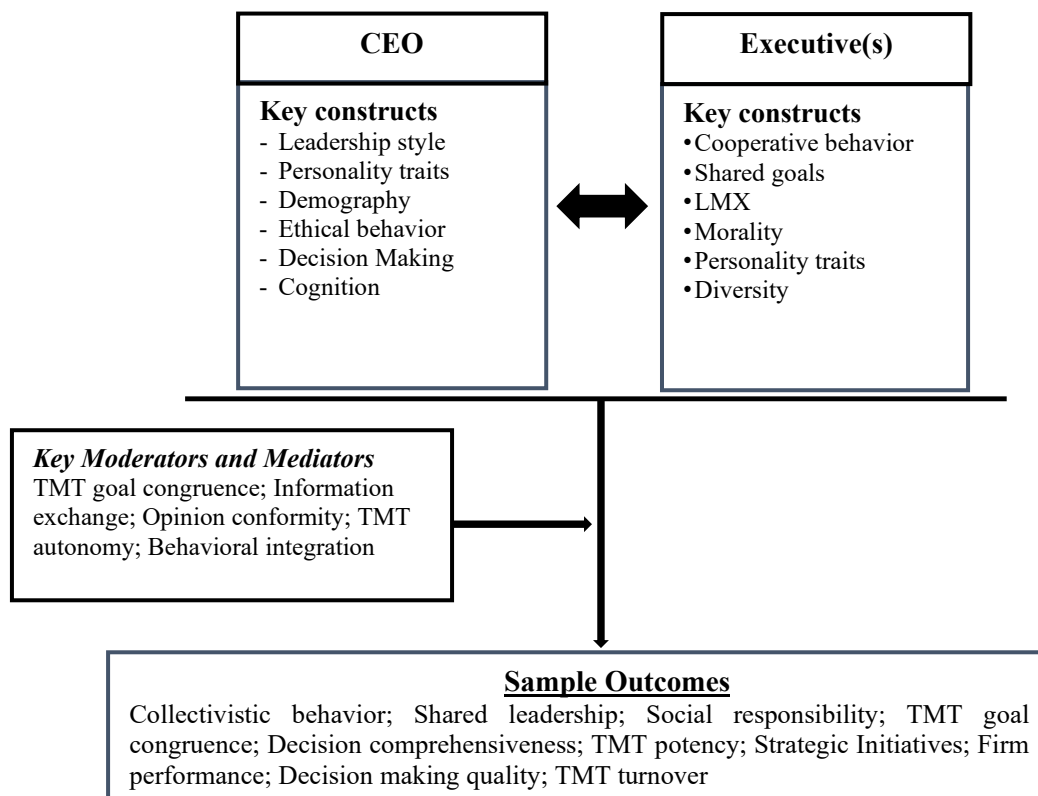 CEO
Key constructs
- Leadership style
- Personality traits
- Demography
- Ethical behavior
- Decision Making
- Cognition
Executive(s)
Key constructs
•Cooperative behavior
•Shared goals
•LMX
•Morality
•Personality traits
•Diversity
Key Moderators and Mediators
TMT goal congruence; Information
exchange; Opinion conformity; TMT
autonomy; Behavioral integration
Sample Outcomes
Collectivistic behavior; Shared leadership; Social responsibility; TMT goal
congruence; Decision comprehensiveness; TMT potency; Strategic Initiatives; Firm
performance; Decision making quality; TMT turnover